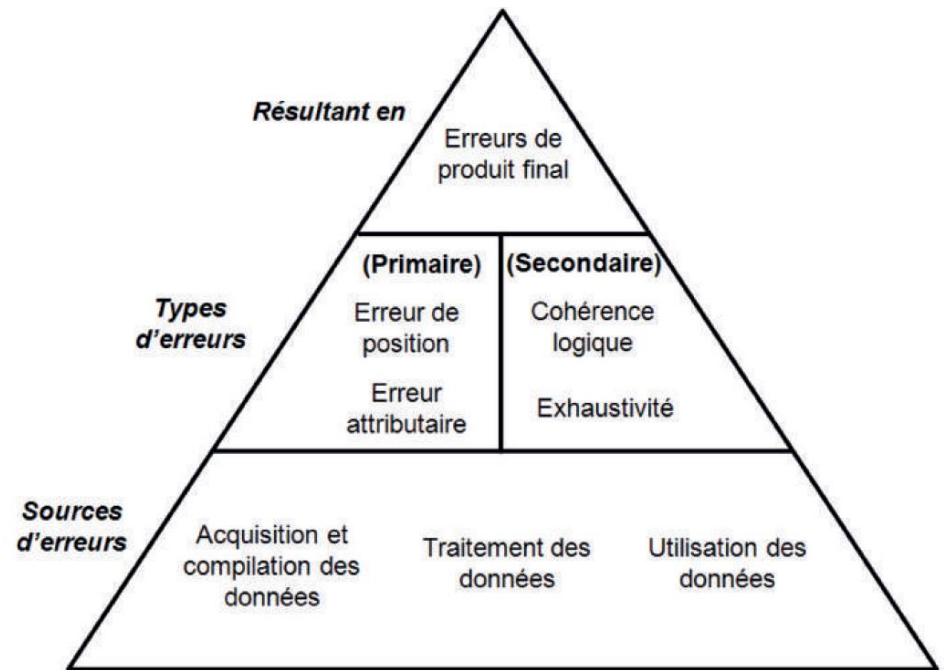 Résultant en
Erreurs de
produit final
Types
d'erreurs
(Primaire)
Erreur de
position
Erreur
attributaire
(Secondaire)
Cohérence
logique
Exhaustivité
Sources
d'erreurs
Acquisition et
compilation des
données
Traitement des
données
Utilisation des
données